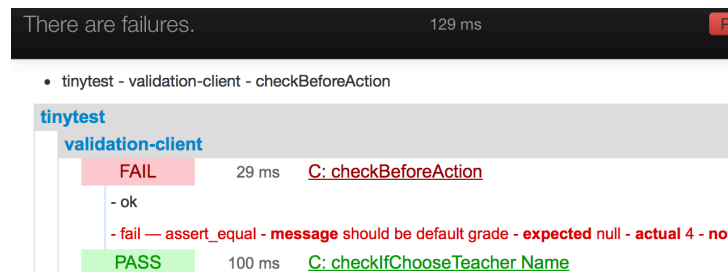 There are failures. 129 ms
• tinytest - validation-client - checkBeforeAction
tinytest
validation-client
FAIL 29 ms C: checkBeforeAction
- ok
- fail — assert_equal - message should be default grade - expected null - actual 4 - no
PASS 100 ms C: checkIfChooseTeacher Name